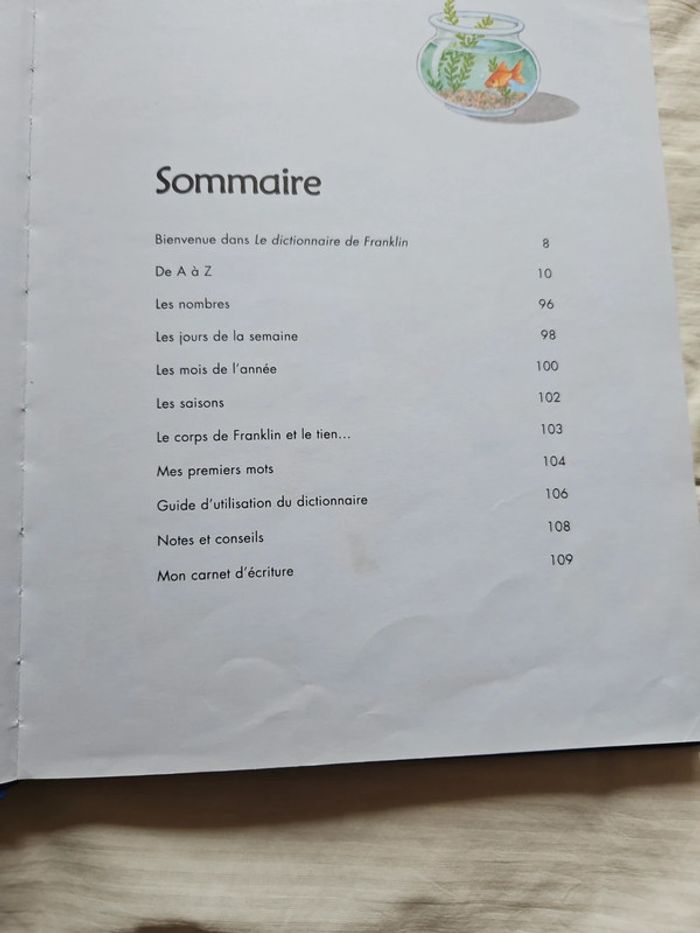 Sommaire
Bienvenue dans Le dictionnaire de Franklin 8
De A à Z 10
Les nombres 96
Les jours de la semaine 98
Les mois de l'année 100
Les saisons 102
Le corps de Franklin et le tien... 103
Mes premiers mots 104
Guide d'utilisation du dictionnaire 106
Notes et conseils 108
Mon carnet d'écriture 109